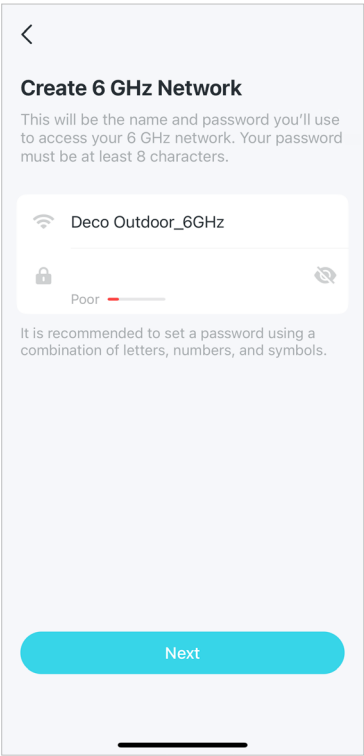 Create 6 GHz Network
This will be the name and password you’ll use
to access your 6 GHz network. Your password
must be at least 8 characters.
Deco Outdoor_6GHz
Poor
It is recommended to set a password using a
combination of letters, numbers, and symbols.
Next